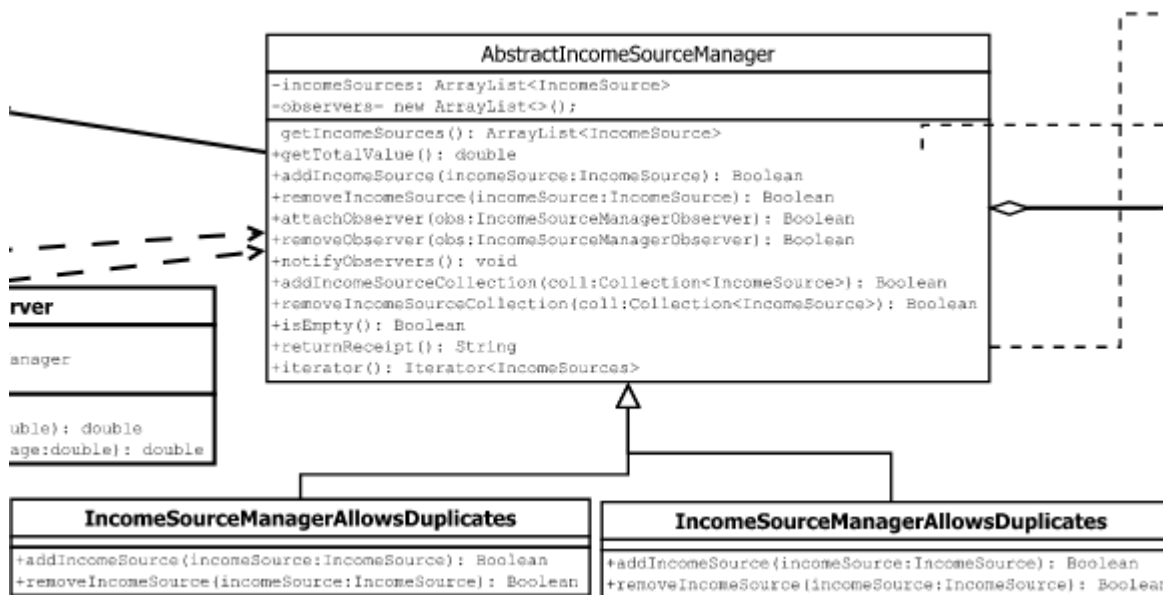 AbstractIncomeSourceManager
-incomeSources: ArrayList<IncomeSource>
-observers= new ArrayList<>();
getIncomeSources(): ArrayList<IncomeSource>
+getTotalValue(): double
+addIncomeSource(incomeSource:IncomeSource): Boolean
+removeIncomeSource(incomeSource:IncomeSource): Boolean
+attachObserver(obs:IncomeSourceManagerObserver): Boolean
+removeObserver(obs:IncomeSourceManagerObserver): Boolean
+notifyObservers(): void
+addIncomeSourceCollection(coll:Collection<IncomeSource>): Boolean
+removeIncomeSourceCollection(coll:Collection<IncomeSource>): Boolean
+isEmpty(): Boolean
+returnReceipt(): String
+iterator(): Iterator<IncomeSources>
rver
anager
uble): double
age:double): double
IncomeSourceManagerAllowsDuplicates
+addIncomeSource(incomeSource:IncomeSource): Boolean
+removeIncomeSource(incomeSource:IncomeSource): Boolean
IncomeSourceManagerAllowsDuplicates
+addIncomeSource(incomeSource:IncomeSource): Boolean
+removeIncomeSource(incomeSource:IncomeSource): Boolean